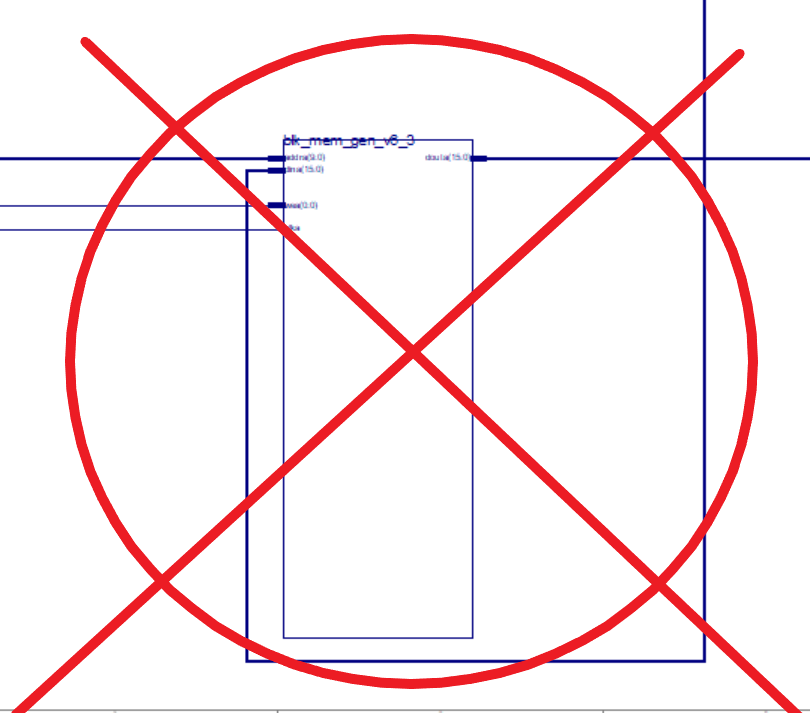 blk_mem_gen_v6_3
addra(9:0)
douta(15:0)
dina(15:0)
wea(0:0)
clka